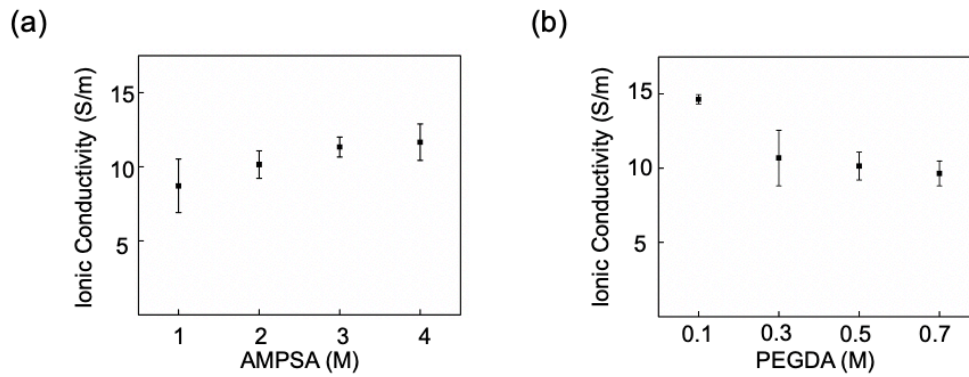 (a)
Ionic Conductivity (S/m)
15
10
5
1 2 3 4
AMPSA (M)
(b)
Ionic Conductivity (S/m)
15
10
5
0.1 0.3 0.5 0.7
PEGDA (M)